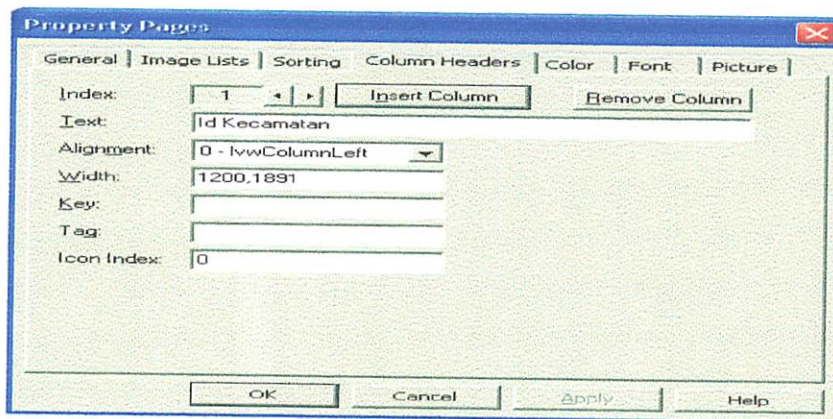 Property Pages
General Image Lists Sorting Column Headers Color Font Picture
Index: 1 Insert Column Remove Column
Text: Id Kecamatan
Alignment: 0 - lvwColumnLeft
Width: 1200,1891
Key:
Tag:
Icon Index: 0
OK Cancel Apply Help